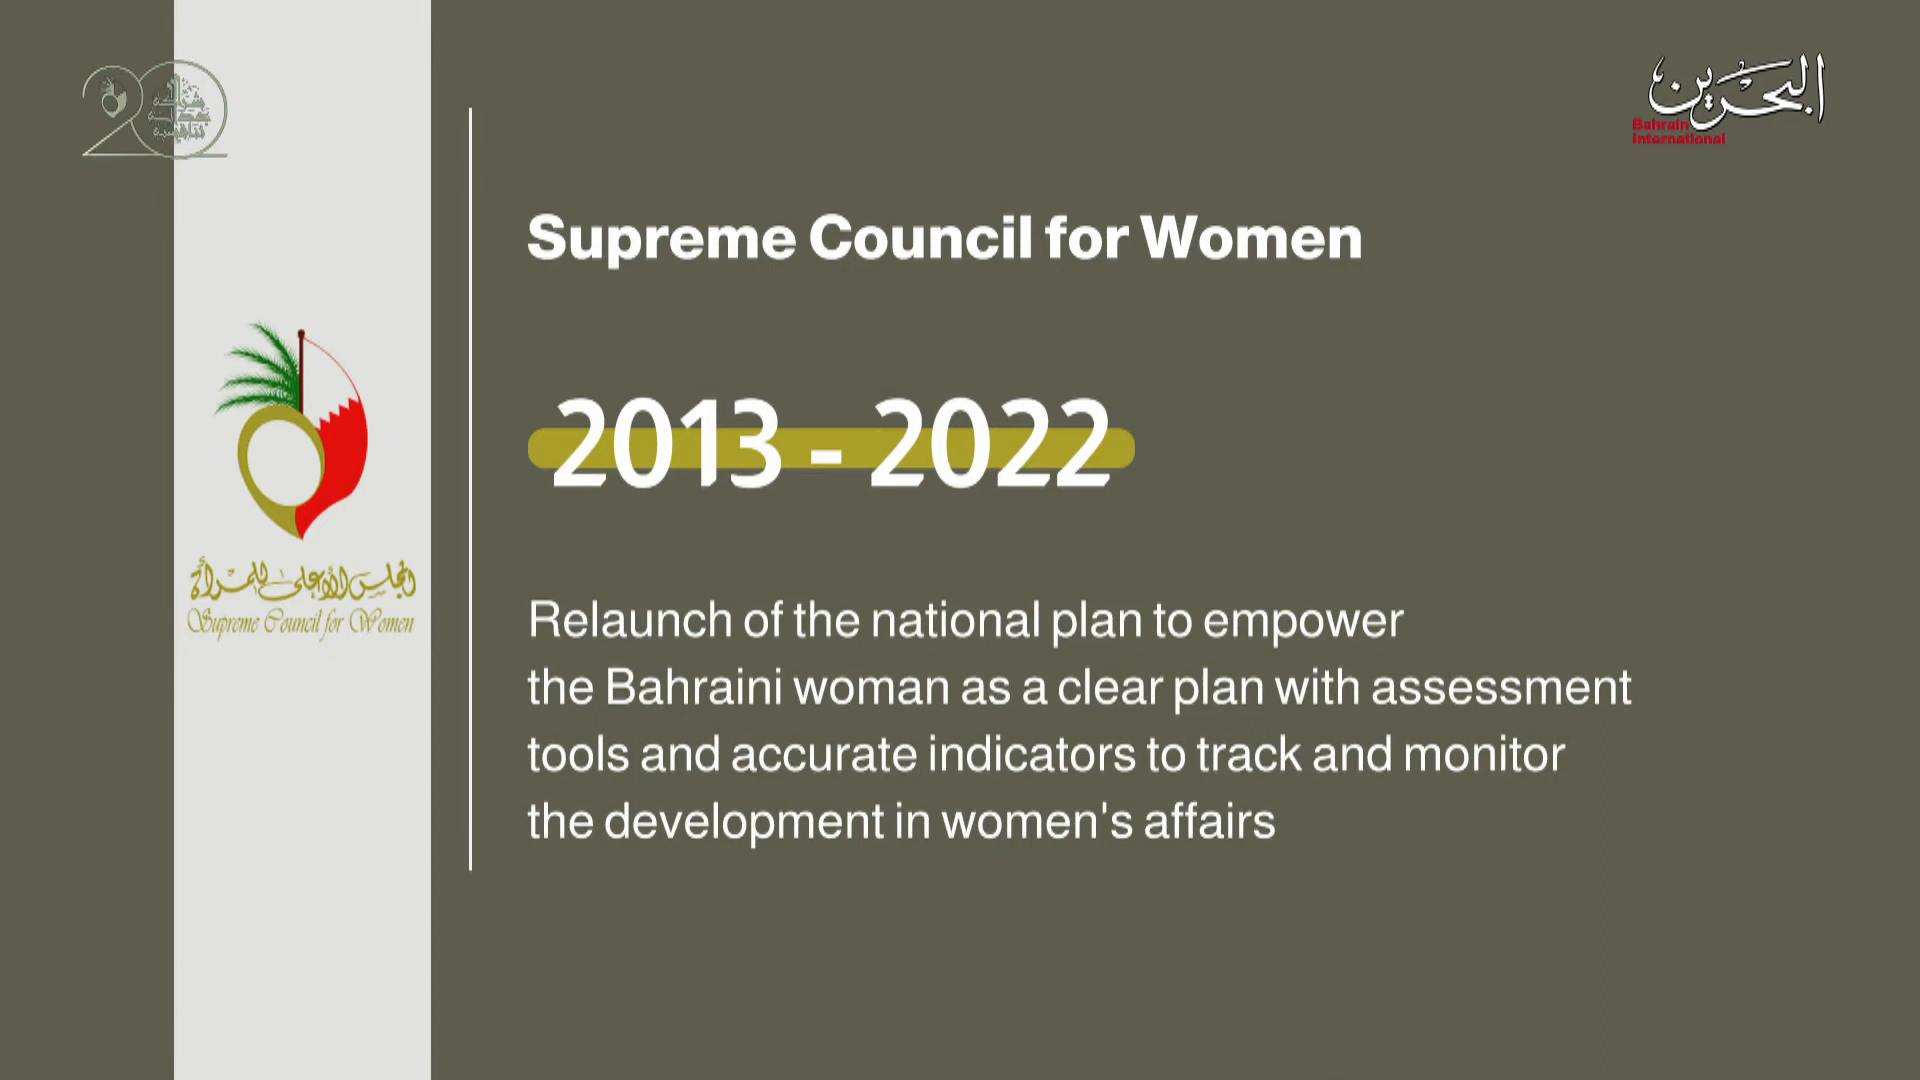 البحرين
Bahrain
International
Supreme Council for Women
2013 - 2022
Relaunch of the national plan to empower
the Bahraini woman as a clear plan with assessment
tools and accurate indicators to track and monitor
the development in women's affairs
المجلس الأعلى للمرأة
Supreme Council for Women
20